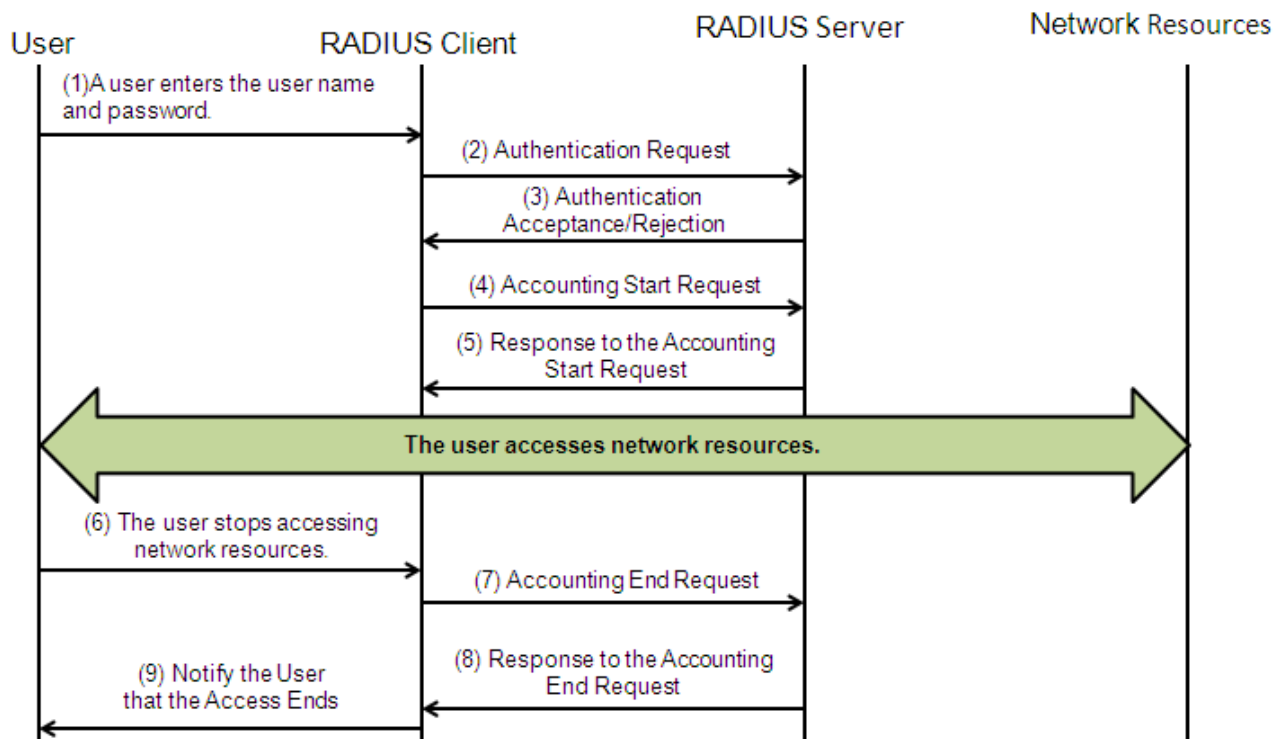 User
RADIUS Client
RADIUS Server
Network Resources
(1)A user enters the user name
and password.
(2) Authentication Request
(3) Authentication
Acceptance/Rejection
(4) Accounting Start Request
(5) Response to the Accounting
Start Request
The user accesses network resources.
(6) The user stops accessing
network resources.
(7) Accounting End Request
(8) Response to the Accounting
End Request
(9) Notify the User
that the Access Ends